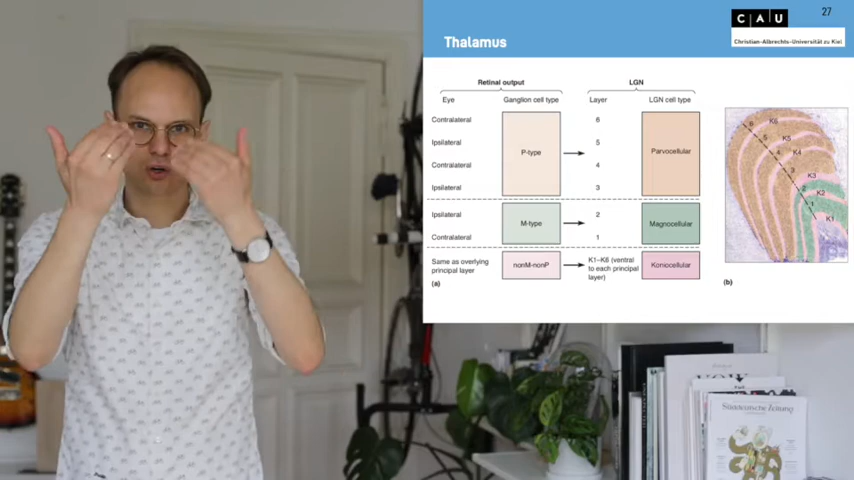 27
C A U
Christian-Albrechts-Universität zu Kiel
Thalamus
Retinal output
LGN
Eye
Ganglion cell type
Layer
LGN cell type
Contralateral
6
Ipsilateral
5
P-type
Parvocellular
Contralateral
4
Ipsilateral
3
Ipsilateral
2
M-type
Magnocellular
Contralateral
1
Same as overlying
principal layer
nonM-nonP
K1–K6 (ventral
to each principal
layer)
Koniocellular
(a)
6
K6
5
K5
4
K4
3
K3
2
K2
1
K1
(b)
Süddeutsche Zeitung